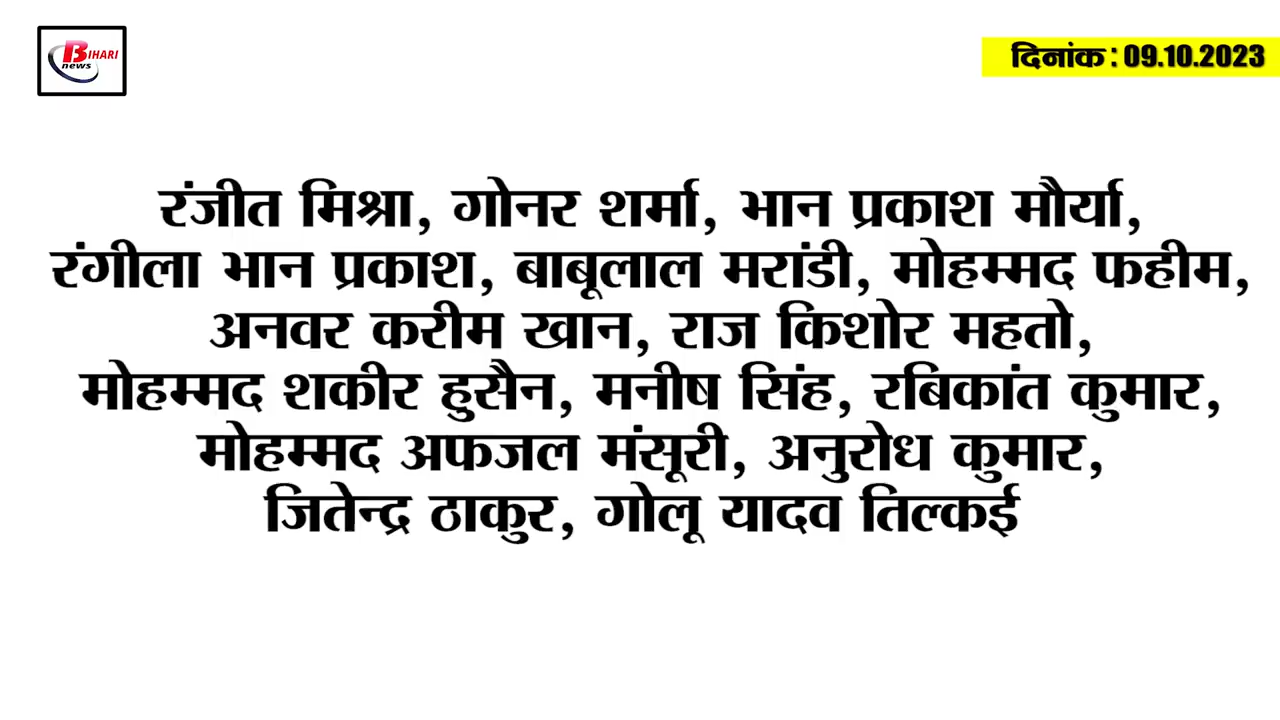 BIHARI
news
दिनांक : 09.10.2023
रंजीत मिश्रा, गोनर शर्मा, भान प्रकाश मौर्या,
रंगीला भान प्रकाश, बाबूलाल मरांडी, मोहम्मद फहीम,
अनवर करीम खान, राज किशोर महतो,
मोहम्मद शकीर हुसैन, मनीष सिंह, रबिकांत कुमार,
मोहम्मद अफजल मंसूरी, अनुरोध कुमार,
जितेन्द्र ठाकुर, गोलू यादव तिल्कई